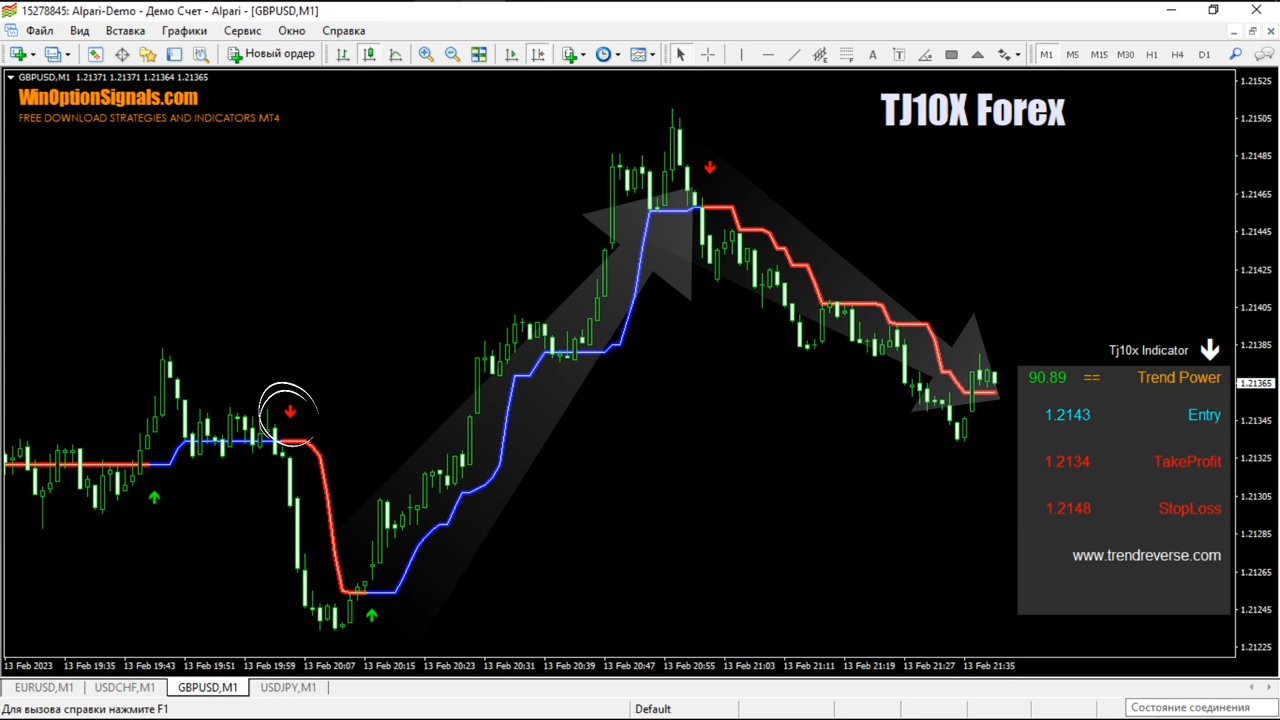 15278845: Alpari-Demo - Демо Счет - Alpari - [GBPUSD,M1]
Файл Вид Вставка Графики Сервис Окно Справка
Новый ордер A T M1 M5 M15 M30 H1 H4 D1
GBPUSD,M1 1.21371 1.21371 1.21364 1.21365
WinOptionSignals.com
FREE DOWNLOAD STRATEGIES AND INDICATORS MT4
TJ10X Forex
1.21525
1.21505
1.21485
1.21465
1.21445
1.21425
1.21405
1.21385
1.21365
1.21345
1.21325
1.21305
1.21285
1.21265
1.21245
1.21225
Tj10x Indicator
90.89 == Trend Power
1.2143 Entry
1.2134 TakeProfit
1.2148 StopLoss
www.trendreverse.com
13 Feb 2023 13 Feb 19:35 13 Feb 19:43 13 Feb 19:51 13 Feb 19:59 13 Feb 20:07 13 Feb 20:15 13 Feb 20:23 13 Feb 20:31 13 Feb 20:39 13 Feb 20:47 13 Feb 20:55 13 Feb 21:03 13 Feb 21:11 13 Feb 21:19 13 Feb 21:27 13 Feb 21:35
EURUSD,M1 USDCHF,M1 GBPUSD,M1 USDJPY,M1
Для вызова справки нажмите F1 Default Состояние соединения